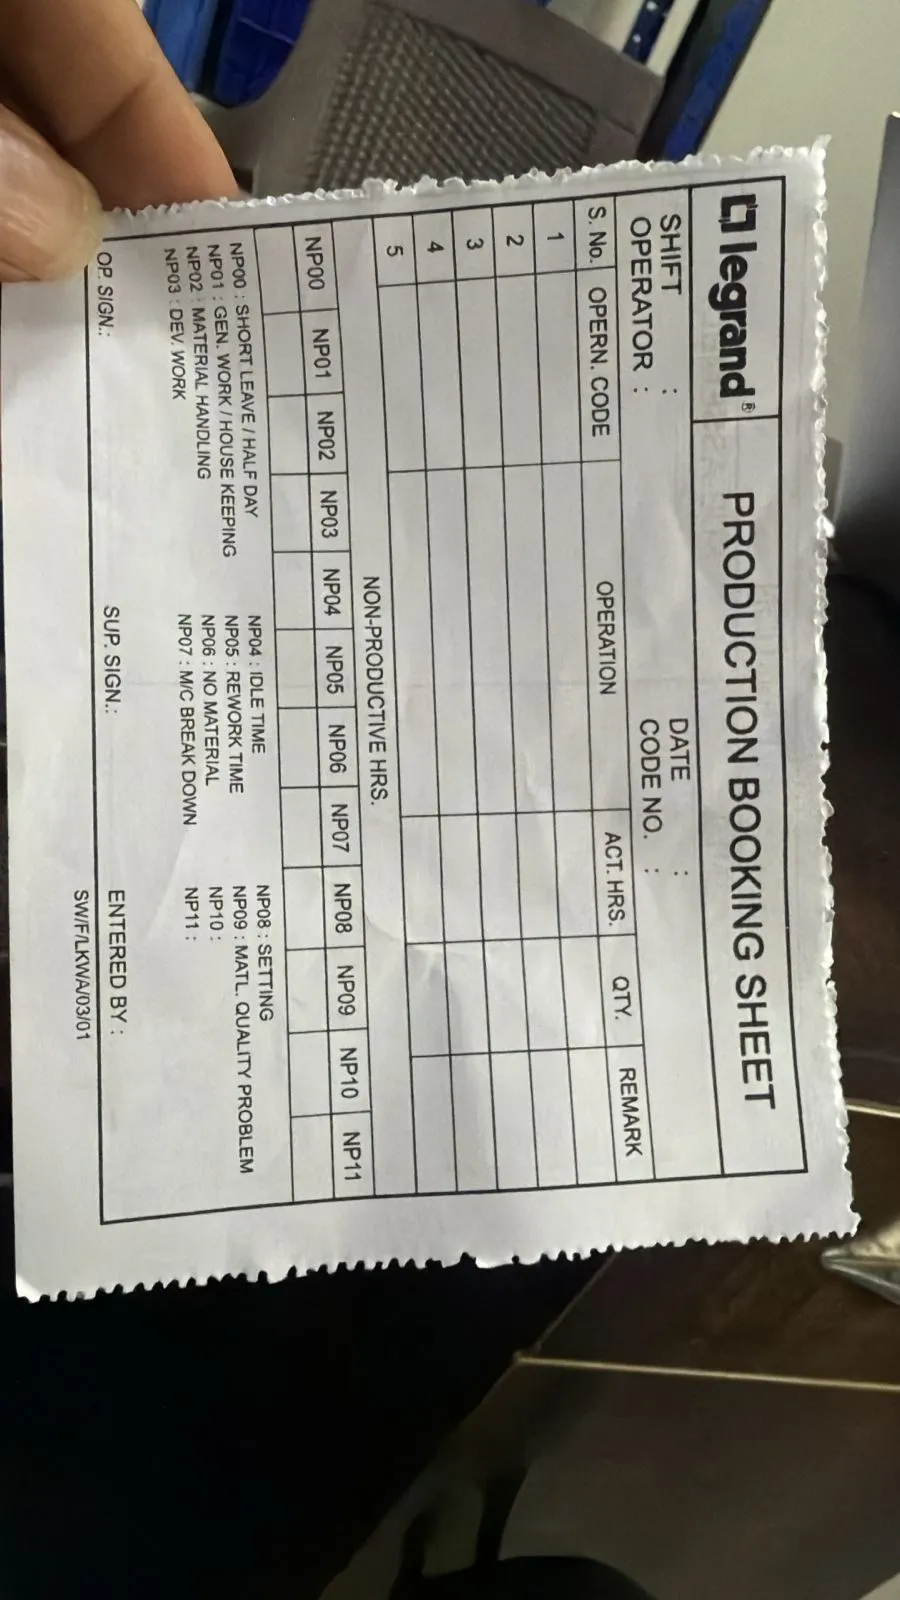 legrand® PRODUCTION BOOKING SHEET
SHIFT : DATE :
OPERATOR : CODE NO. :
S. No. OPERN. CODE OPERATION ACT. HRS. QTY. REMARK
1
2
3
4
5
NON-PRODUCTIVE HRS.
NP00 NP01 NP02 NP03 NP04 NP05 NP06 NP07 NP08 NP09 NP10 NP11
NP00 : SHORT LEAVE / HALF DAY NP04 : IDLE TIME NP08 : SETTING
NP01 : GEN. WORK / HOUSE KEEPING NP05 : REWORK TIME NP09 : MATL. QUALITY PROBLEM
NP02 : MATERIAL HANDLING NP06 : NO MATERIAL NP10 :
NP03 : DEV. WORK NP07 : M/C BREAK DOWN NP11 :
OP. SIGN.: SUP. SIGN.: ENTERED BY :
SW/F/LKWA/03/01